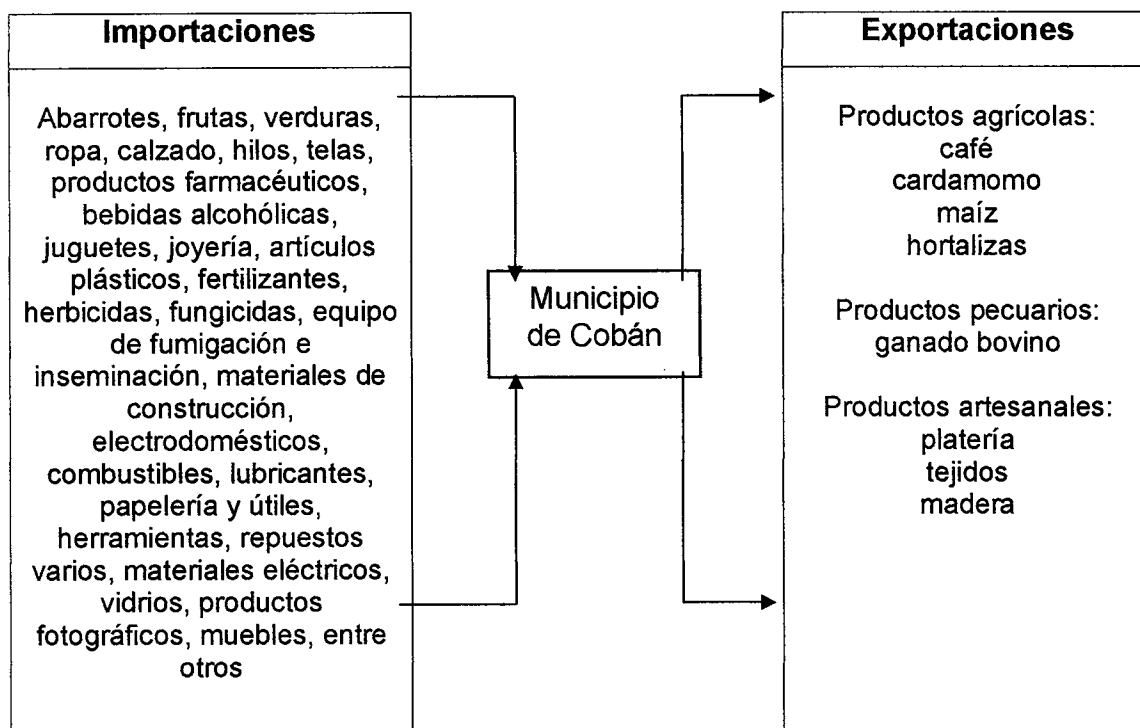 Importaciones
Abarrotes, frutas, verduras,
ropa, calzado, hilos, telas,
productos farmacéuticos,
bebidas alcohólicas,
juguetes, joyería, artículos
plásticos, fertilizantes,
herbicidas, fungicidas, equipo
de fumigación e
inseminación, materiales de
construcción,
electrodomésticos,
combustibles, lubricantes,
papelería y útiles,
herramientas, repuestos
varios, materiales eléctricos,
vidrios, productos
fotográficos, muebles, entre
otros
Municipio
de Cobán
Exportaciones
Productos agrícolas:
café
cardamomo
maíz
hortalizas
Productos pecuarios:
ganado bovino
Productos artesanales:
platería
tejidos
madera